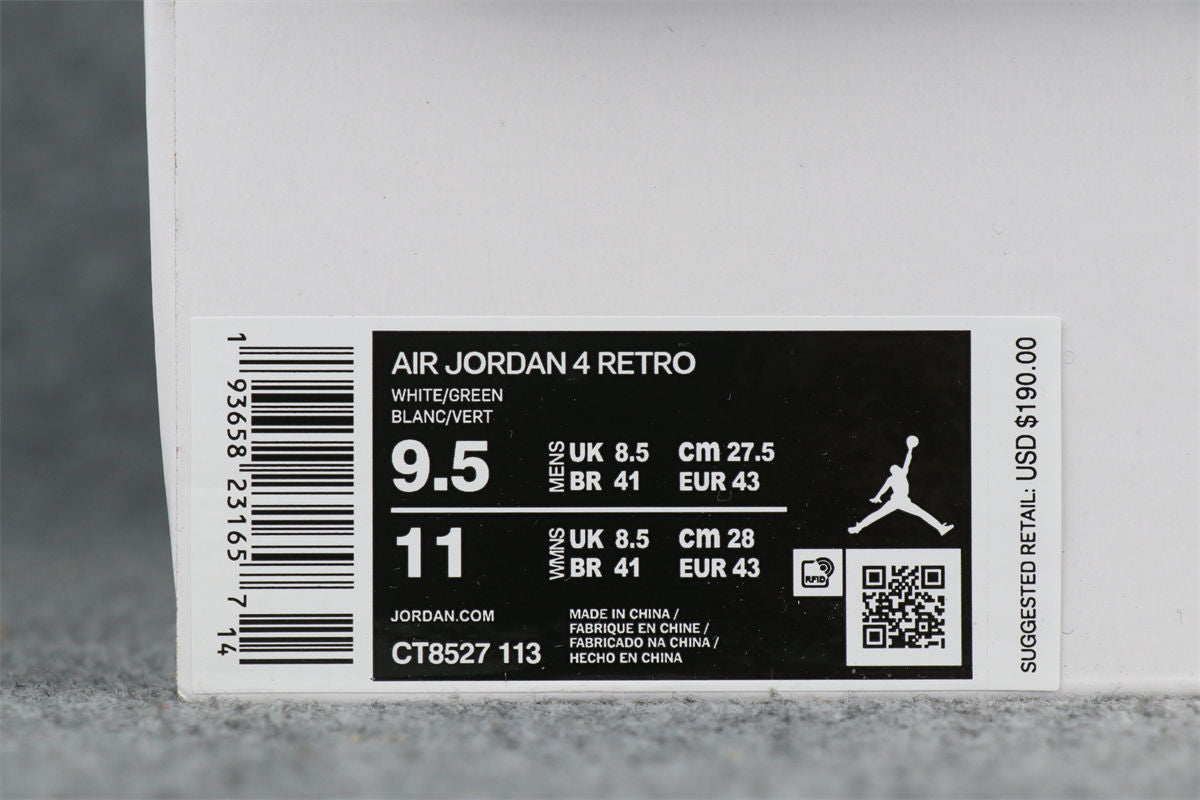 1 93658 23165 7 14
AIR JORDAN 4 RETRO
WHITE/GREEN
BLANC/VERT
9.5
MENS
UK 8.5 cm 27.5
BR 41 EUR 43
11
WMNS
UK 8.5 cm 28
BR 41 EUR 43
JORDAN.COM
CT8527 113
MADE IN CHINA /
FABRIQUE EN CHINE /
FABRICADO NA CHINA /
HECHO EN CHINA
RFID
SUGGESTED RETAIL: USD $190.00